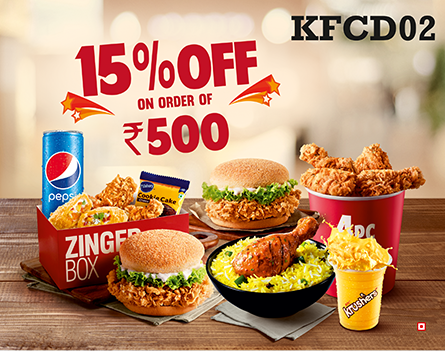 KFCD02
15%OFF
ON ORDER OF
₹500
pepsi
Cookie Cake
ZINGER
BOX
4PC
Krushers